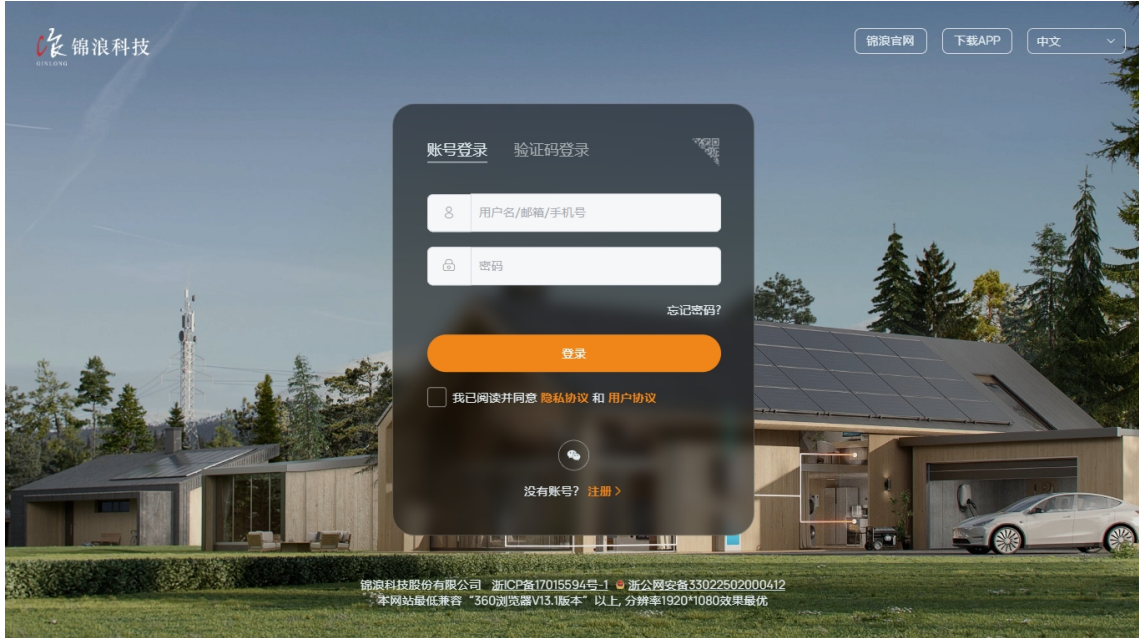 锦浪科技
GINLONG
锦浪官网
下载APP
中文
账号登录
验证码登录
用户名/邮箱/手机号
密码
忘记密码?
登录
我已阅读并同意 隐私协议 和 用户协议
没有账号? 注册
锦浪科技股份有限公司 浙ICP备17015594号-1 浙公网安备33022502000412
本网站最低兼容“360浏览器V13.1版本”以上, 分辨率1920*1080效果最优